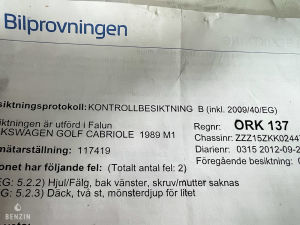 Bilprovningen
siktningsprotokoll: KONTROLLBESIKTNING B (inkl. 2009/40/EG)
siktningen är utförd i Falun
Regnr: ORK 137
KSWAGEN GOLF CABRIOLE 1989 M1
Chassinr: ZZZ15ZKK02447
mätarställning: 117419
Diarienr: 0315 2012-09-2
Föregående besiktning:
onet har följande fel: (Totalt antal fel: 2)
EG: 5.2.2) Hjul/Fälg, bak vänster, skruv/mutter saknas
EG: 5.2.3) Däck, två st, mönsterdjup för litet
BENZIN